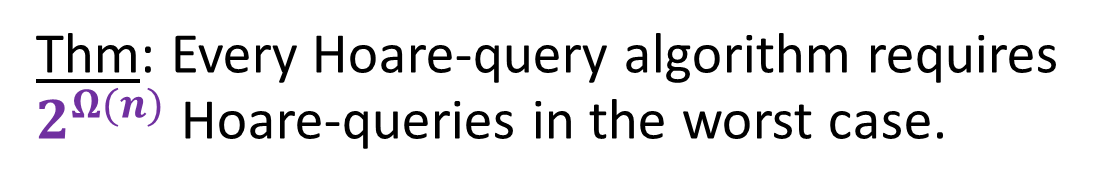 Thm: Every Hoare-query algorithm requires
2^Ω(n) Hoare-queries in the worst case.